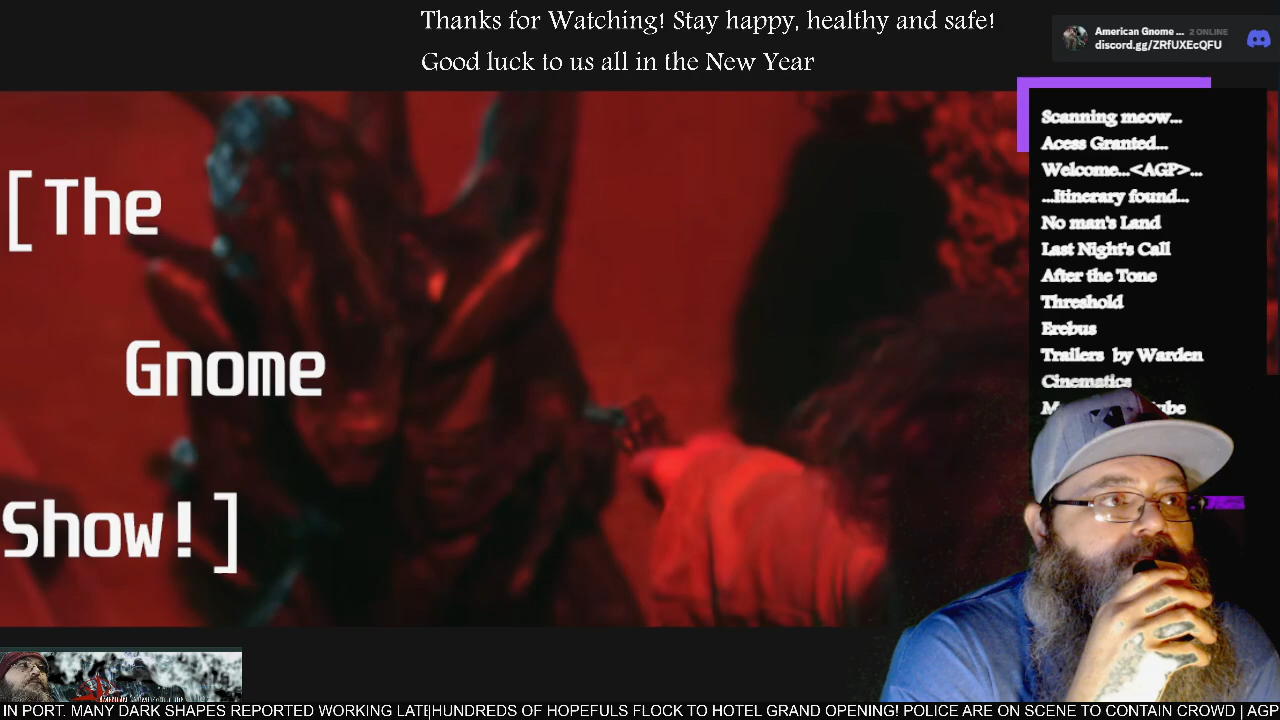 Thanks for Watching! Stay happy, healthy and safe!
Good luck to us all in the New Year
American Gnome ... 2 ONLINE
discord.gg/ZRfUXEcQFU
[The
Gnome
Show!]
Scanning meow...
Acess Granted...
Welcome...<AGP>...
...Itinerary found...
No man's Land
Last Night's Call
After the Tone
Threshold
Erebus
Trailers by Warden
Cinematics
IN PORT. MANY DARK SHAPES REPORTED WORKING LATE|HUNDREDS OF HOPEFULS FLOCK TO HOTEL GRAND OPENING! POLICE ARE ON SCENE TO CONTAIN CROWD | AGP